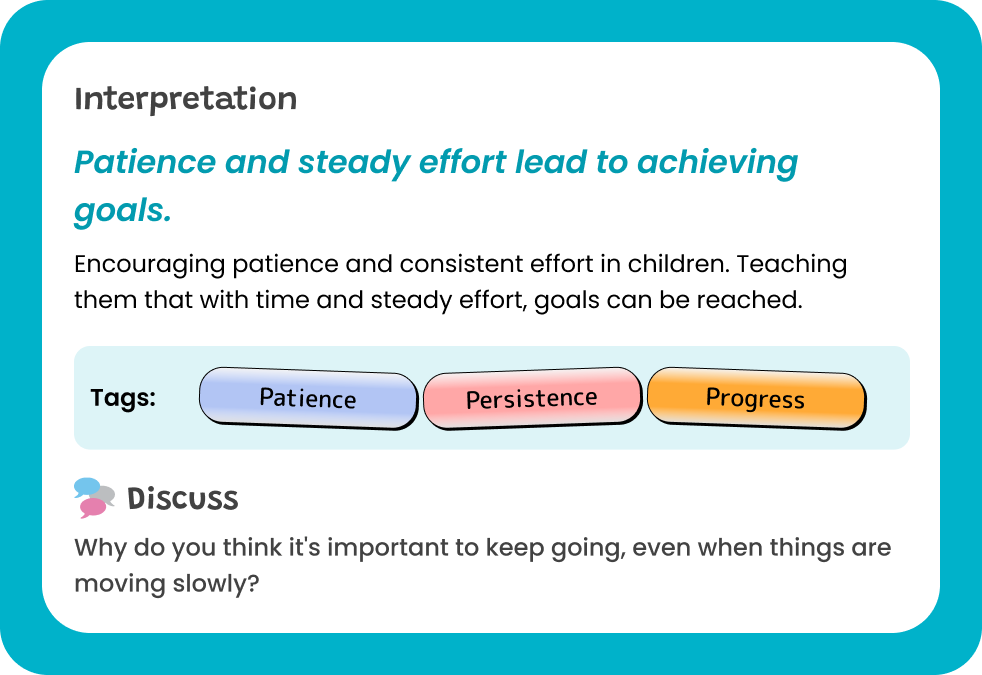 Interpretation
Patience and steady effort lead to achieving
goals.
Encouraging patience and consistent effort in children. Teaching
them that with time and steady effort, goals can be reached.
Tags: Patience Persistence Progress
Discuss
Why do you think it's important to keep going, even when things are
moving slowly?